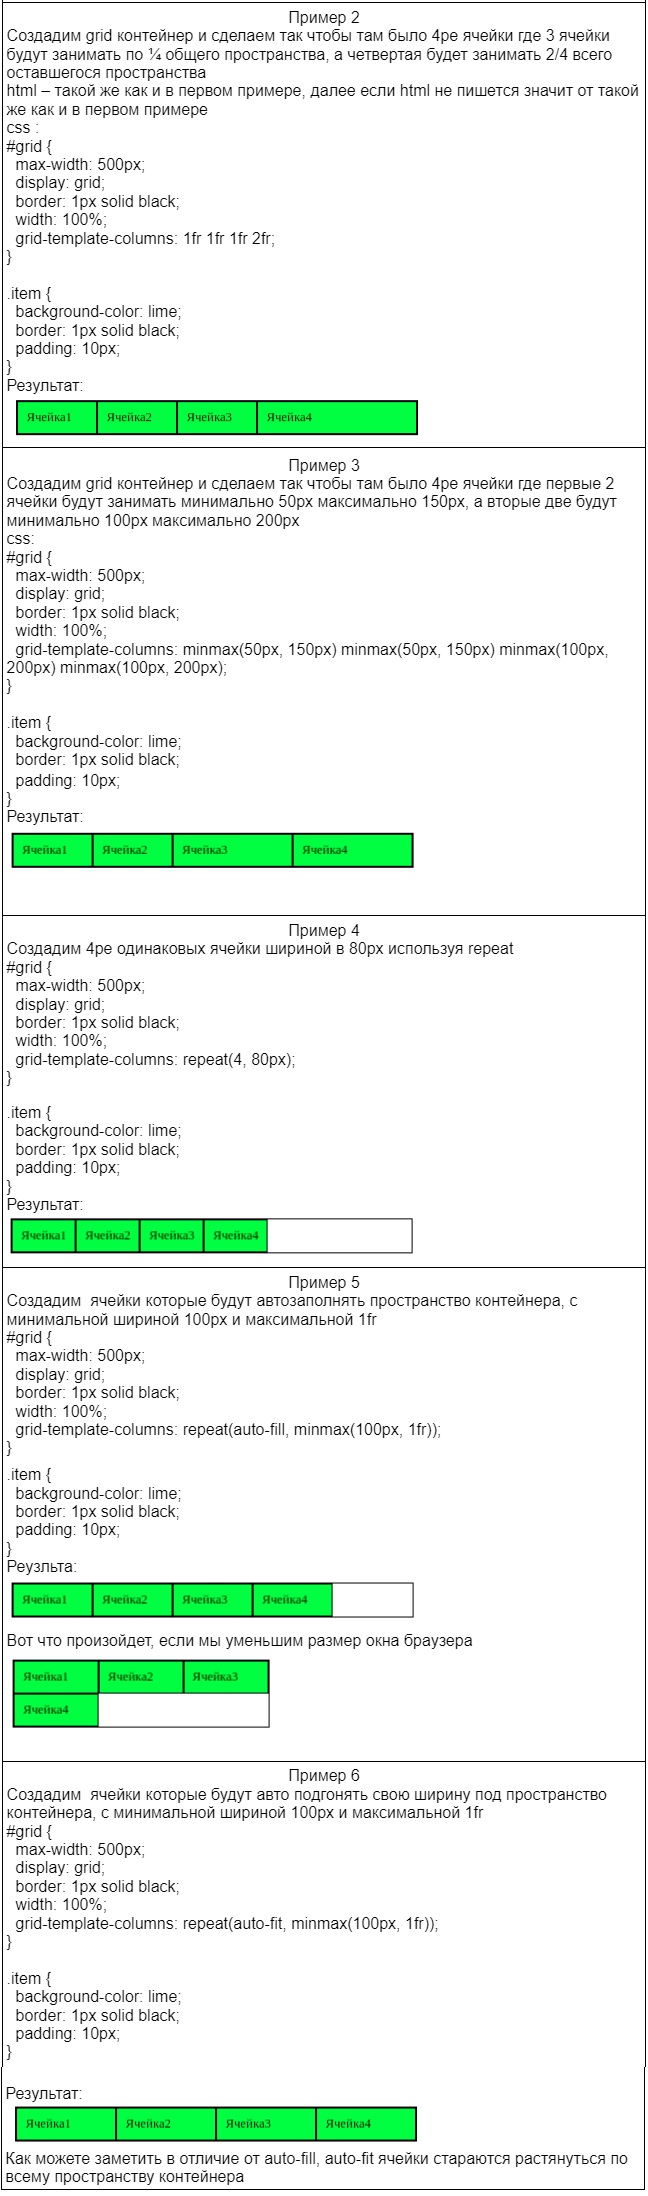 Пример 2
Создадим grid контейнер и сделаем так чтобы там было 4ре ячейки где 3 ячейки
будут занимать по ¼ общего пространства, а четвертая будет занимать 2/4 всего
оставшегося пространства
html – такой же как и в первом примере, далее если html не пишется значит от такой
же как и в первом примере
css :
#grid {
max-width: 500px;
display: grid;
border: 1px solid black;
width: 100%;
grid-template-columns: 1fr 1fr 1fr 2fr;
}
.item {
background-color: lime;
border: 1px solid black;
padding: 10px;
}
Результат:
Ячейка1 Ячейка2 Ячейка3 Ячейка4
Пример 3
Создадим grid контейнер и сделаем так чтобы там было 4ре ячейки где первые 2
ячейки будут занимать минимально 50px максимально 150px, а вторые две будут
минимально 100px максимально 200px
css:
#grid {
max-width: 500px;
display: grid;
border: 1px solid black;
width: 100%;
grid-template-columns: minmax(50px, 150px) minmax(50px, 150px) minmax(100px,
200px) minmax(100px, 200px);
}
.item {
background-color: lime;
border: 1px solid black;
padding: 10px;
}
Результат:
Ячейка1 Ячейка2 Ячейка3 Ячейка4
Пример 4
Создадим 4ре одинаковых ячейки шириной в 80px используя repeat
#grid {
max-width: 500px;
display: grid;
border: 1px solid black;
width: 100%;
grid-template-columns: repeat(4, 80px);
}
.item {
background-color: lime;
border: 1px solid black;
padding: 10px;
}
Результат:
Ячейка1 Ячейка2 Ячейка3 Ячейка4
Пример 5
Создадим  ячейки которые будут автозаполнять пространство контейнера, с
минимальной шириной 100px и максимальной 1fr
#grid {
max-width: 500px;
display: grid;
border: 1px solid black;
width: 100%;
grid-template-columns: repeat(auto-fill, minmax(100px, 1fr));
}
.item {
background-color: lime;
border: 1px solid black;
padding: 10px;
}
Реузльта:
Ячейка1 Ячейка2 Ячейка3 Ячейка4
Вот что произойдет, если мы уменьшим размер окна браузера
Ячейка1 Ячейка2 Ячейка3
Ячейка4
Пример 6
Создадим  ячейки которые будут авто подгонять свою ширину под пространство
контейнера, с минимальной шириной 100px и максимальной 1fr
#grid {
max-width: 500px;
display: grid;
border: 1px solid black;
width: 100%;
grid-template-columns: repeat(auto-fit, minmax(100px, 1fr));
}
.item {
background-color: lime;
border: 1px solid black;
padding: 10px;
}
Результат:
Ячейка1 Ячейка2 Ячейка3 Ячейка4
Как можете заметить в отличие от auto-fill, auto-fit ячейки стараются растянуться по
всему пространству контейнера